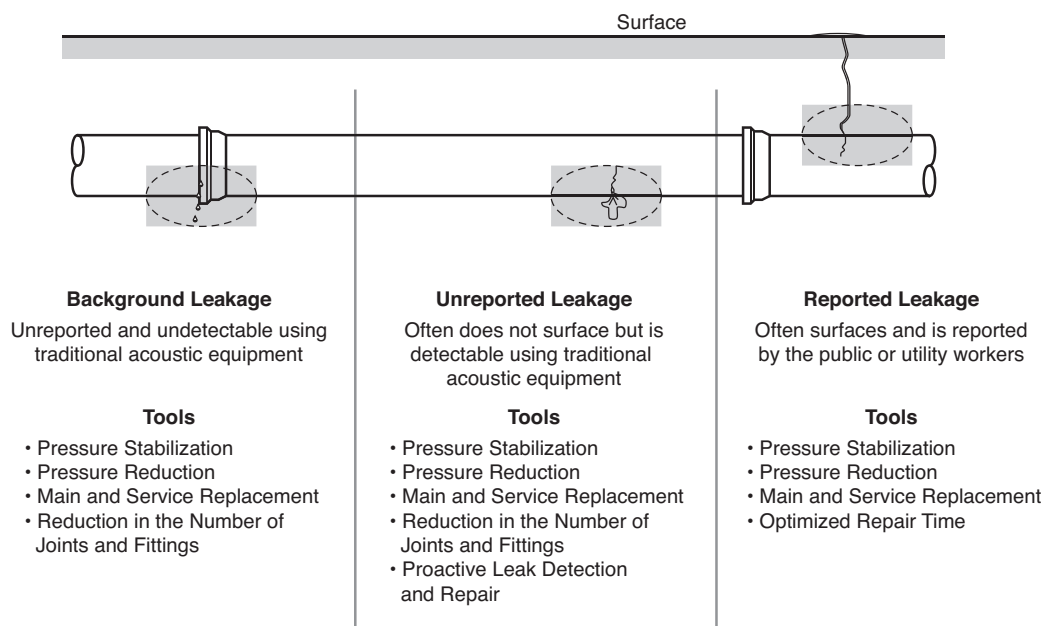 Surface
Background Leakage
Unreported and undetectable using
traditional acoustic equipment
Tools
• Pressure Stabilization
• Pressure Reduction
• Main and Service Replacement
• Reduction in the Number of
Joints and Fittings
Unreported Leakage
Often does not surface but is
detectable using traditional
acoustic equipment
Tools
• Pressure Stabilization
• Pressure Reduction
• Main and Service Replacement
• Reduction in the Number of
Joints and Fittings
• Proactive Leak Detection
and Repair
Reported Leakage
Often surfaces and is reported
by the public or utility workers
Tools
• Pressure Stabilization
• Pressure Reduction
• Main and Service Replacement
• Optimized Repair Time